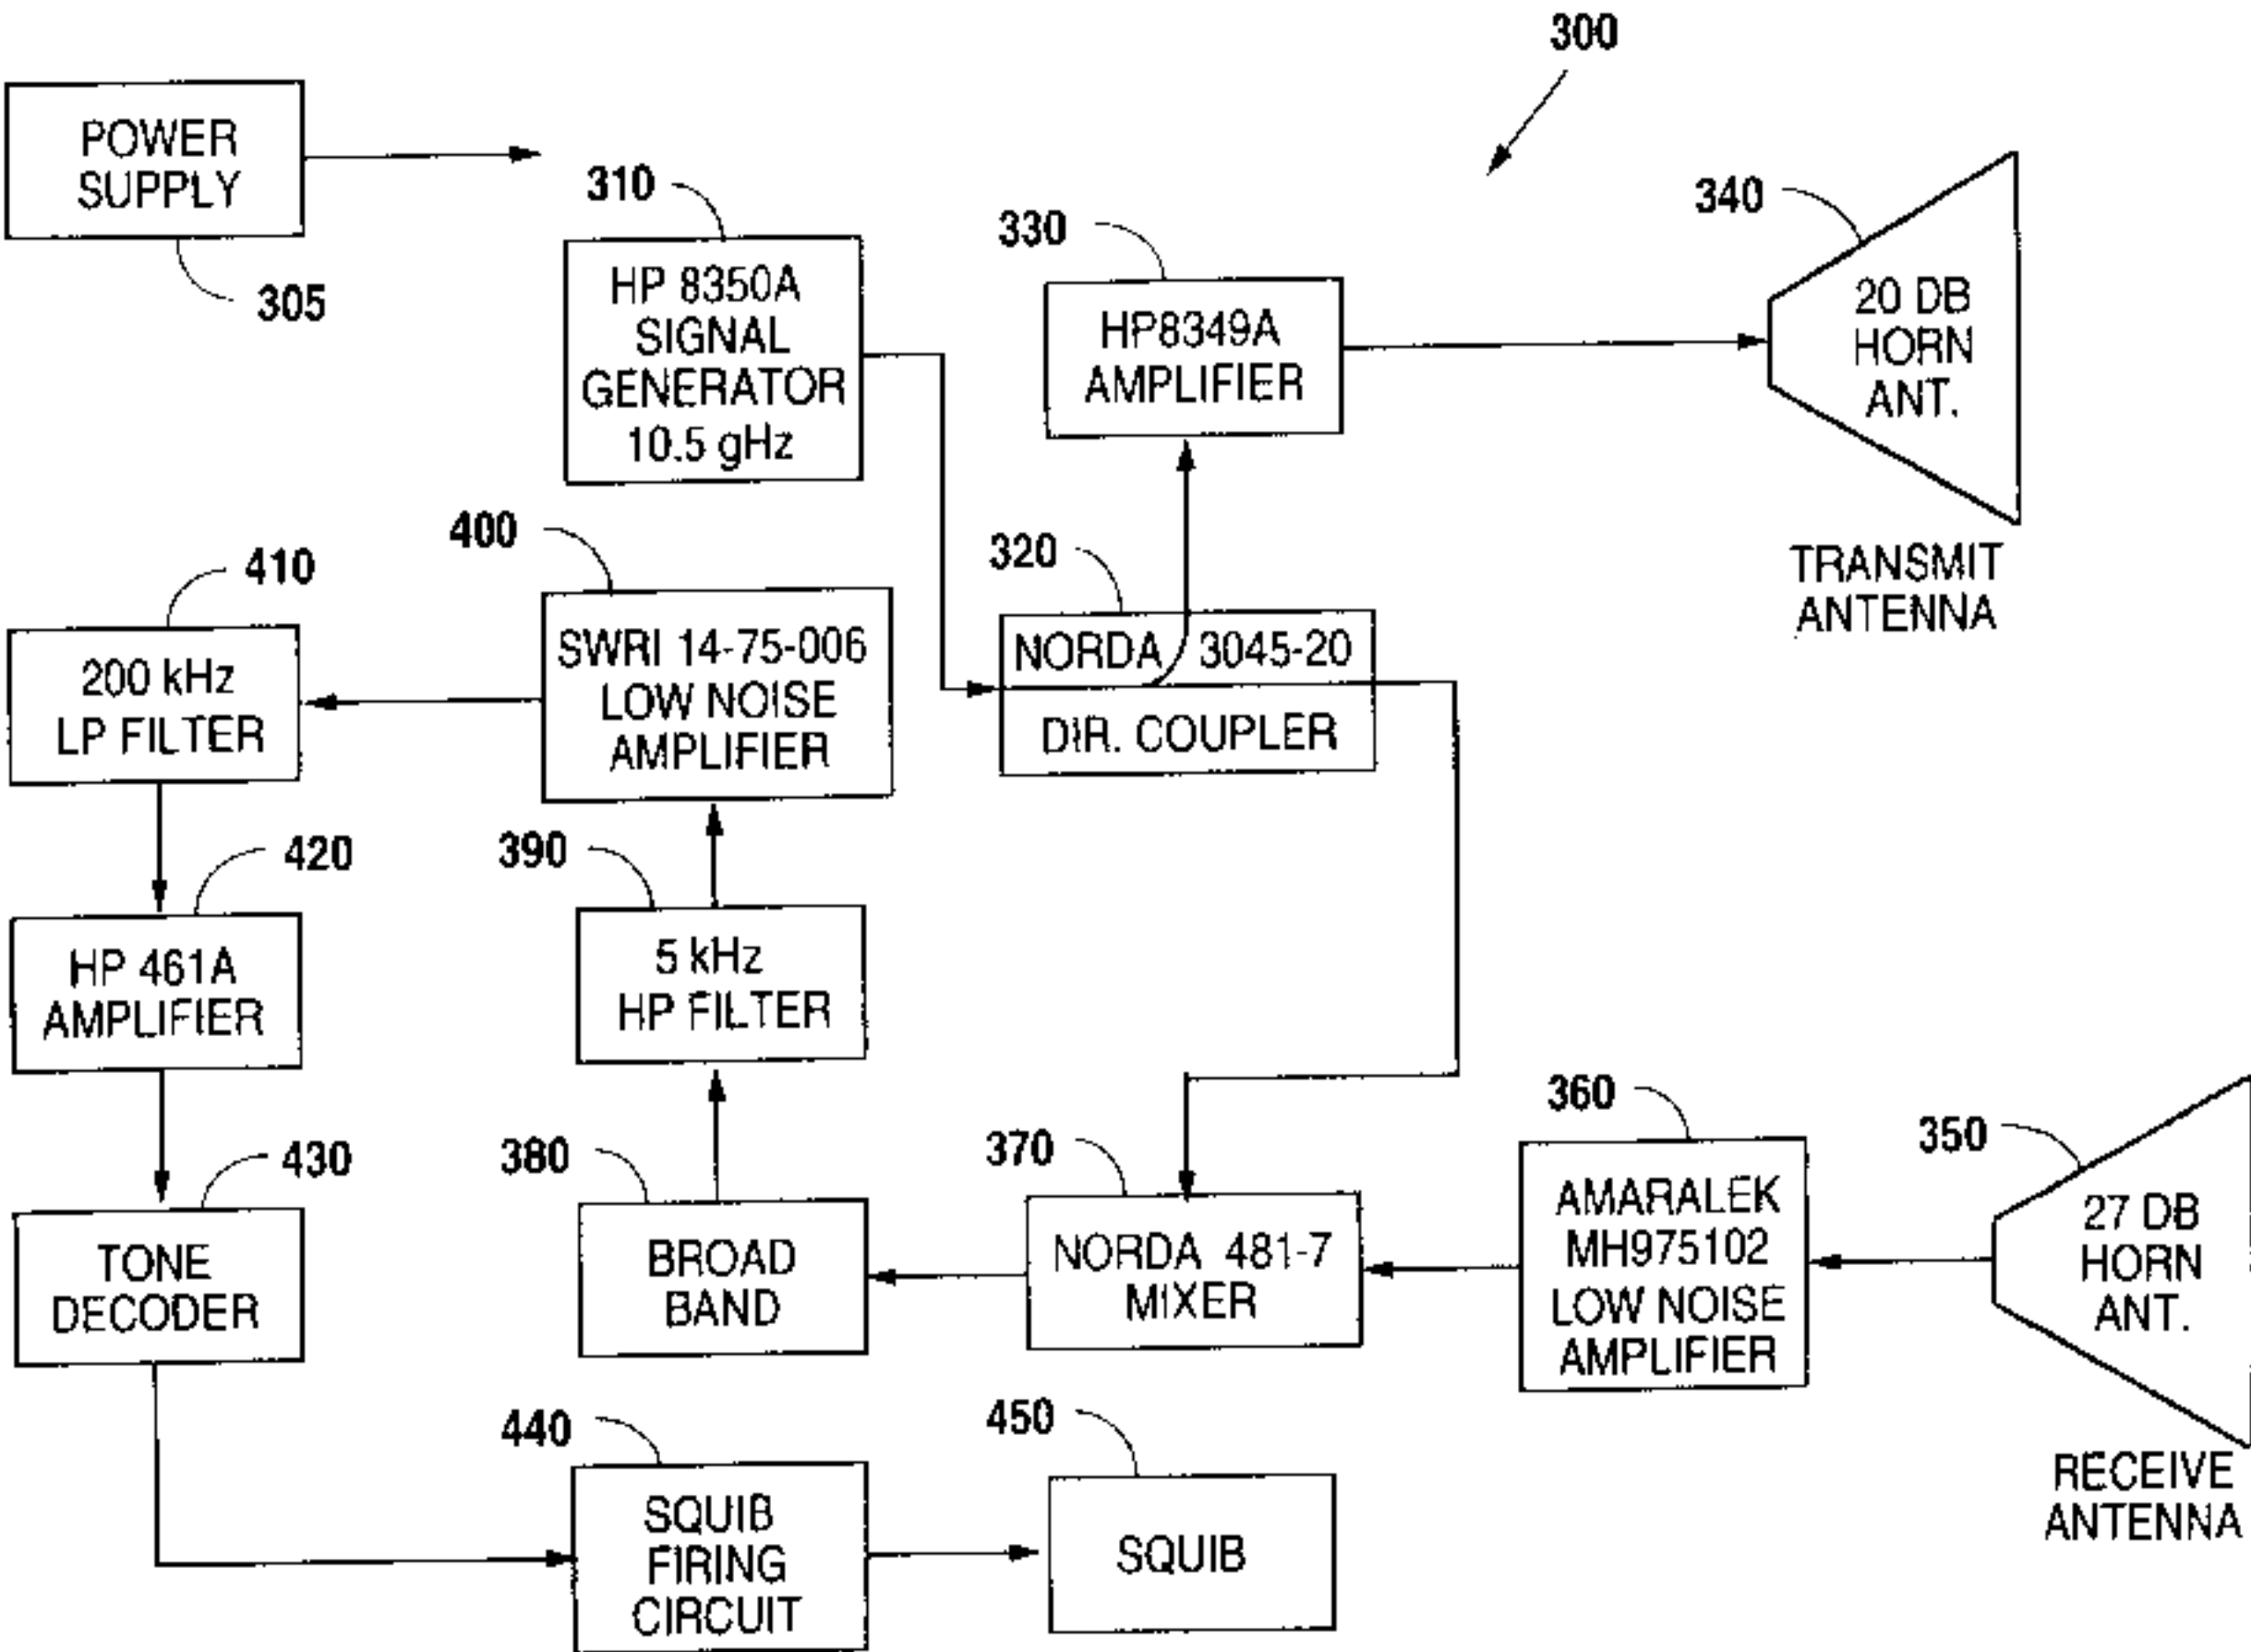 300
POWER
SUPPLY
305
310
HP 8350A
SIGNAL
GENERATOR
10.5 gHz
330
HP8349A
AMPLIFIER
340
20 DB
HORN
ANT.
TRANSMIT
ANTENNA
320
NORDA 3045-20
DIR. COUPLER
400
SWRI 14-75-006
LOW NOISE
AMPLIFIER
410
200 kHz
LP FILTER
420
HP 461A
AMPLIFIER
390
5 kHz
HP FILTER
430
TONE
DECODER
380
BROAD
BAND
370
NORDA 481-7
MIXER
360
AMARALEK
MH975102
LOW NOISE
AMPLIFIER
350
27 DB
HORN
ANT.
RECEIVE
ANTENNA
440
SQUIB
FIRING
CIRCUIT
450
SQUIB